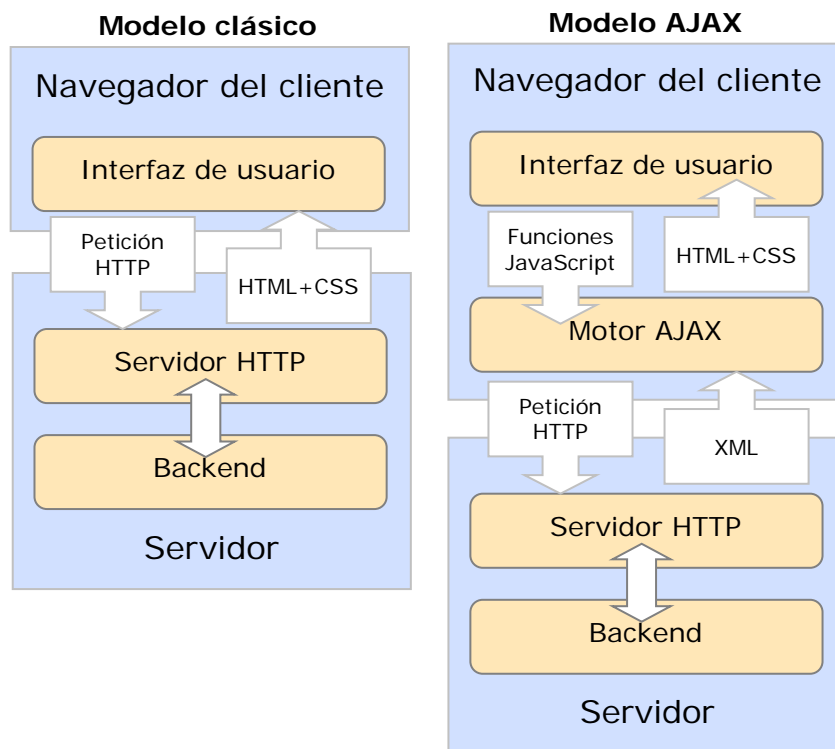 Modelo clásico
Navegador del cliente
Interfaz de usuario
Petición
HTTP
HTML+CSS
Servidor HTTP
Backend
Servidor
Modelo AJAX
Navegador del cliente
Interfaz de usuario
Funciones
JavaScript
HTML+CSS
Motor AJAX
Petición
HTTP
XML
Servidor HTTP
Backend
Servidor